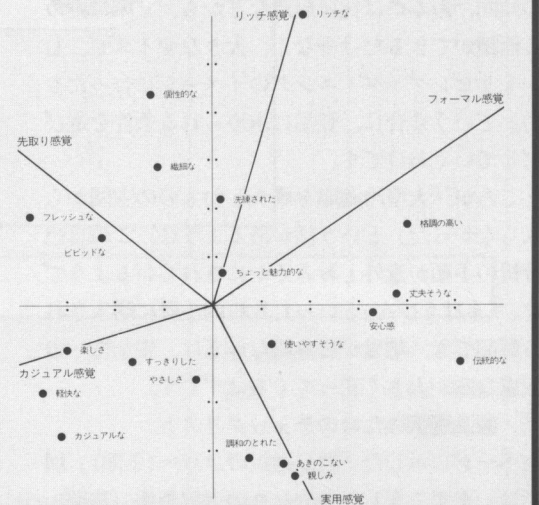 リッチ感覚
リッチな
個性的な
フォーマル感覚
先取り感覚
繊細な
洗練された
フレッシュな
格調の高い
ビビッドな
ちょっと魅力的な
丈夫そうな
安心感
使いやすそうな
楽しさ
すっきりした
伝統的な
カジュアル感覚
やさしさ
軽快な
カジュアルな
調和のとれた
あきのこない
親しみ
実用感覚